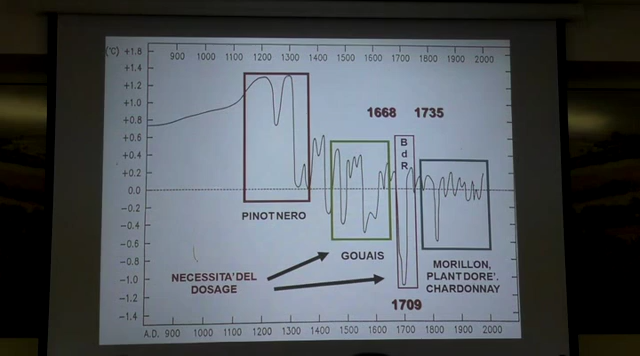 (°C)
900 1000 1100 1200 1300 1400 1500 1600 1700 1800 1900 2000
+1.6
+1.4
+1.2
+1.0
+0.8
+0.6
+0.4
+0.2
0.0
−0.2
−0.4
−0.6
−0.8
−1.0
−1.2
−1.4
1668 1735
B
d
R
PINOT NERO
GOUAIS
NECESSITA' DEL
DOSAGE
MORILLON,
PLANT DORE'.
CHARDONNAY
1709
A.D. 900 1000 1100 1200 1300 1400 1500 1600 1700 1800 1900 2000